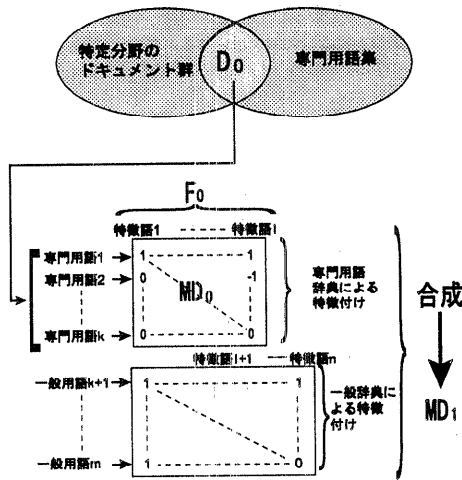 特定分野の
ドキュメント群
D0
専門用語集
F0
特徴語1 特徴語l
専門用語1 1 1
専門用語2 0 -1
MD0
専門用語k 0 0
専門用語
辞典による
特徴付け
合成
MD1
特徴語l+1 特徴語n
一般用語k+1 1 1
一般用語m 1 0
一般辞典に
よる特徴
付け